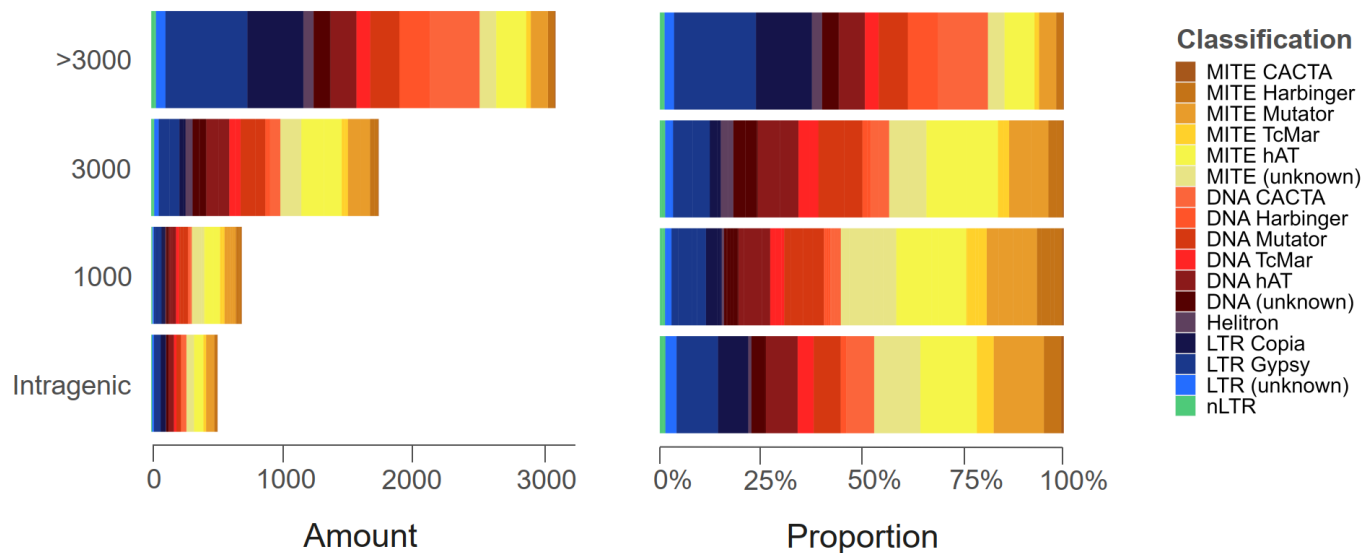 >3000
3000
1000
Intragenic
0 1000 2000 3000
Amount
0% 25% 50% 75% 100%
Proportion
Classification
MITE CACTA
MITE Harbinger
MITE Mutator
MITE TcMar
MITE hAT
MITE (unknown)
DNA CACTA
DNA Harbinger
DNA Mutator
DNA TcMar
DNA hAT
DNA (unknown)
Helitron
LTR Copia
LTR Gypsy
LTR (unknown)
nLTR